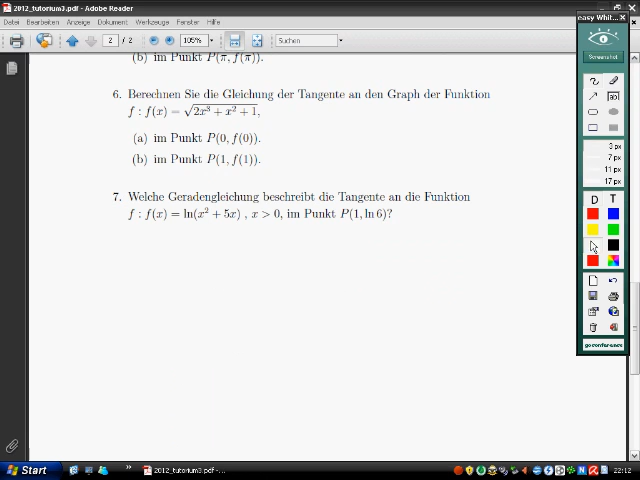 2012_tutorium3.pdf - Adobe Reader
Datei Bearbeiten Anzeige Dokument Werkzeuge Fenster Hilfe
2 / 2 105% Suchen
(b) im Punkt P(π, f(π)).
6. Berechnen Sie die Gleichung der Tangente an den Graph der Funktion
f : f(x) = √(2x³ + x² + 1),
(a) im Punkt P(0, f(0)).
(b) im Punkt P(1, f(1)).
7. Welche Geradengleichung beschreibt die Tangente an die Funktion
f : f(x) = ln(x² + 5x) , x > 0, im Punkt P(1, ln 6)?
easy Whit...
Screenshot
ab
3 px
7 px
11 px
17 px
D T
goconference
Start
2012_tutorium3.pdf -...
22:12